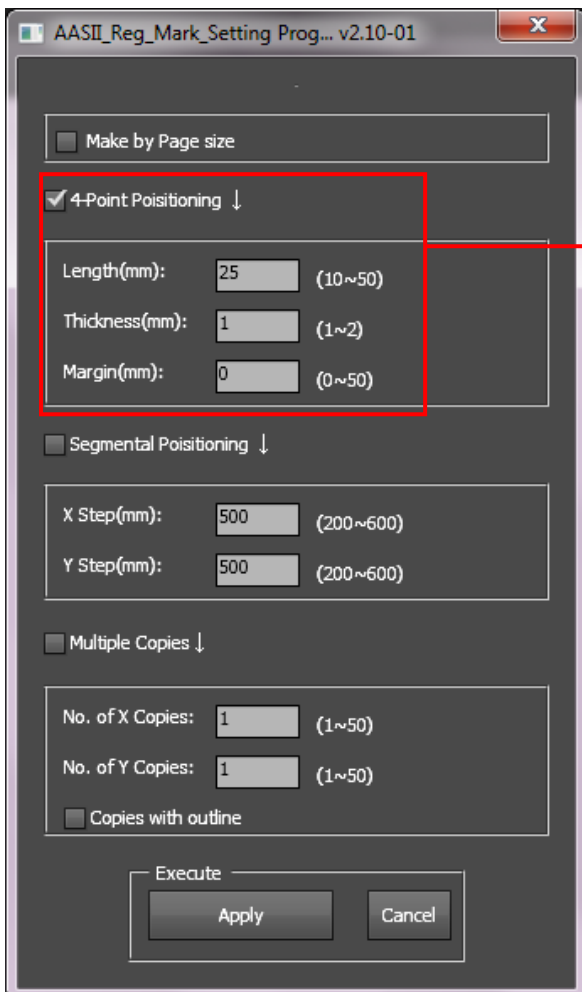 AASII_Reg_Mark_Setting Prog... v2.10-01
Make by Page size
4-Point Poisitioning ↓
Length(mm): 25 (10~50)
Thickness(mm): 1 (1~2)
Margin(mm): 0 (0~50)
Segmental Poisitioning ↓
X Step(mm): 500 (200~600)
Y Step(mm): 500 (200~600)
Multiple Copies ↓
No. of X Copies: 1 (1~50)
No. of Y Copies: 1 (1~50)
Copies with outline
Execute
Apply Cancel